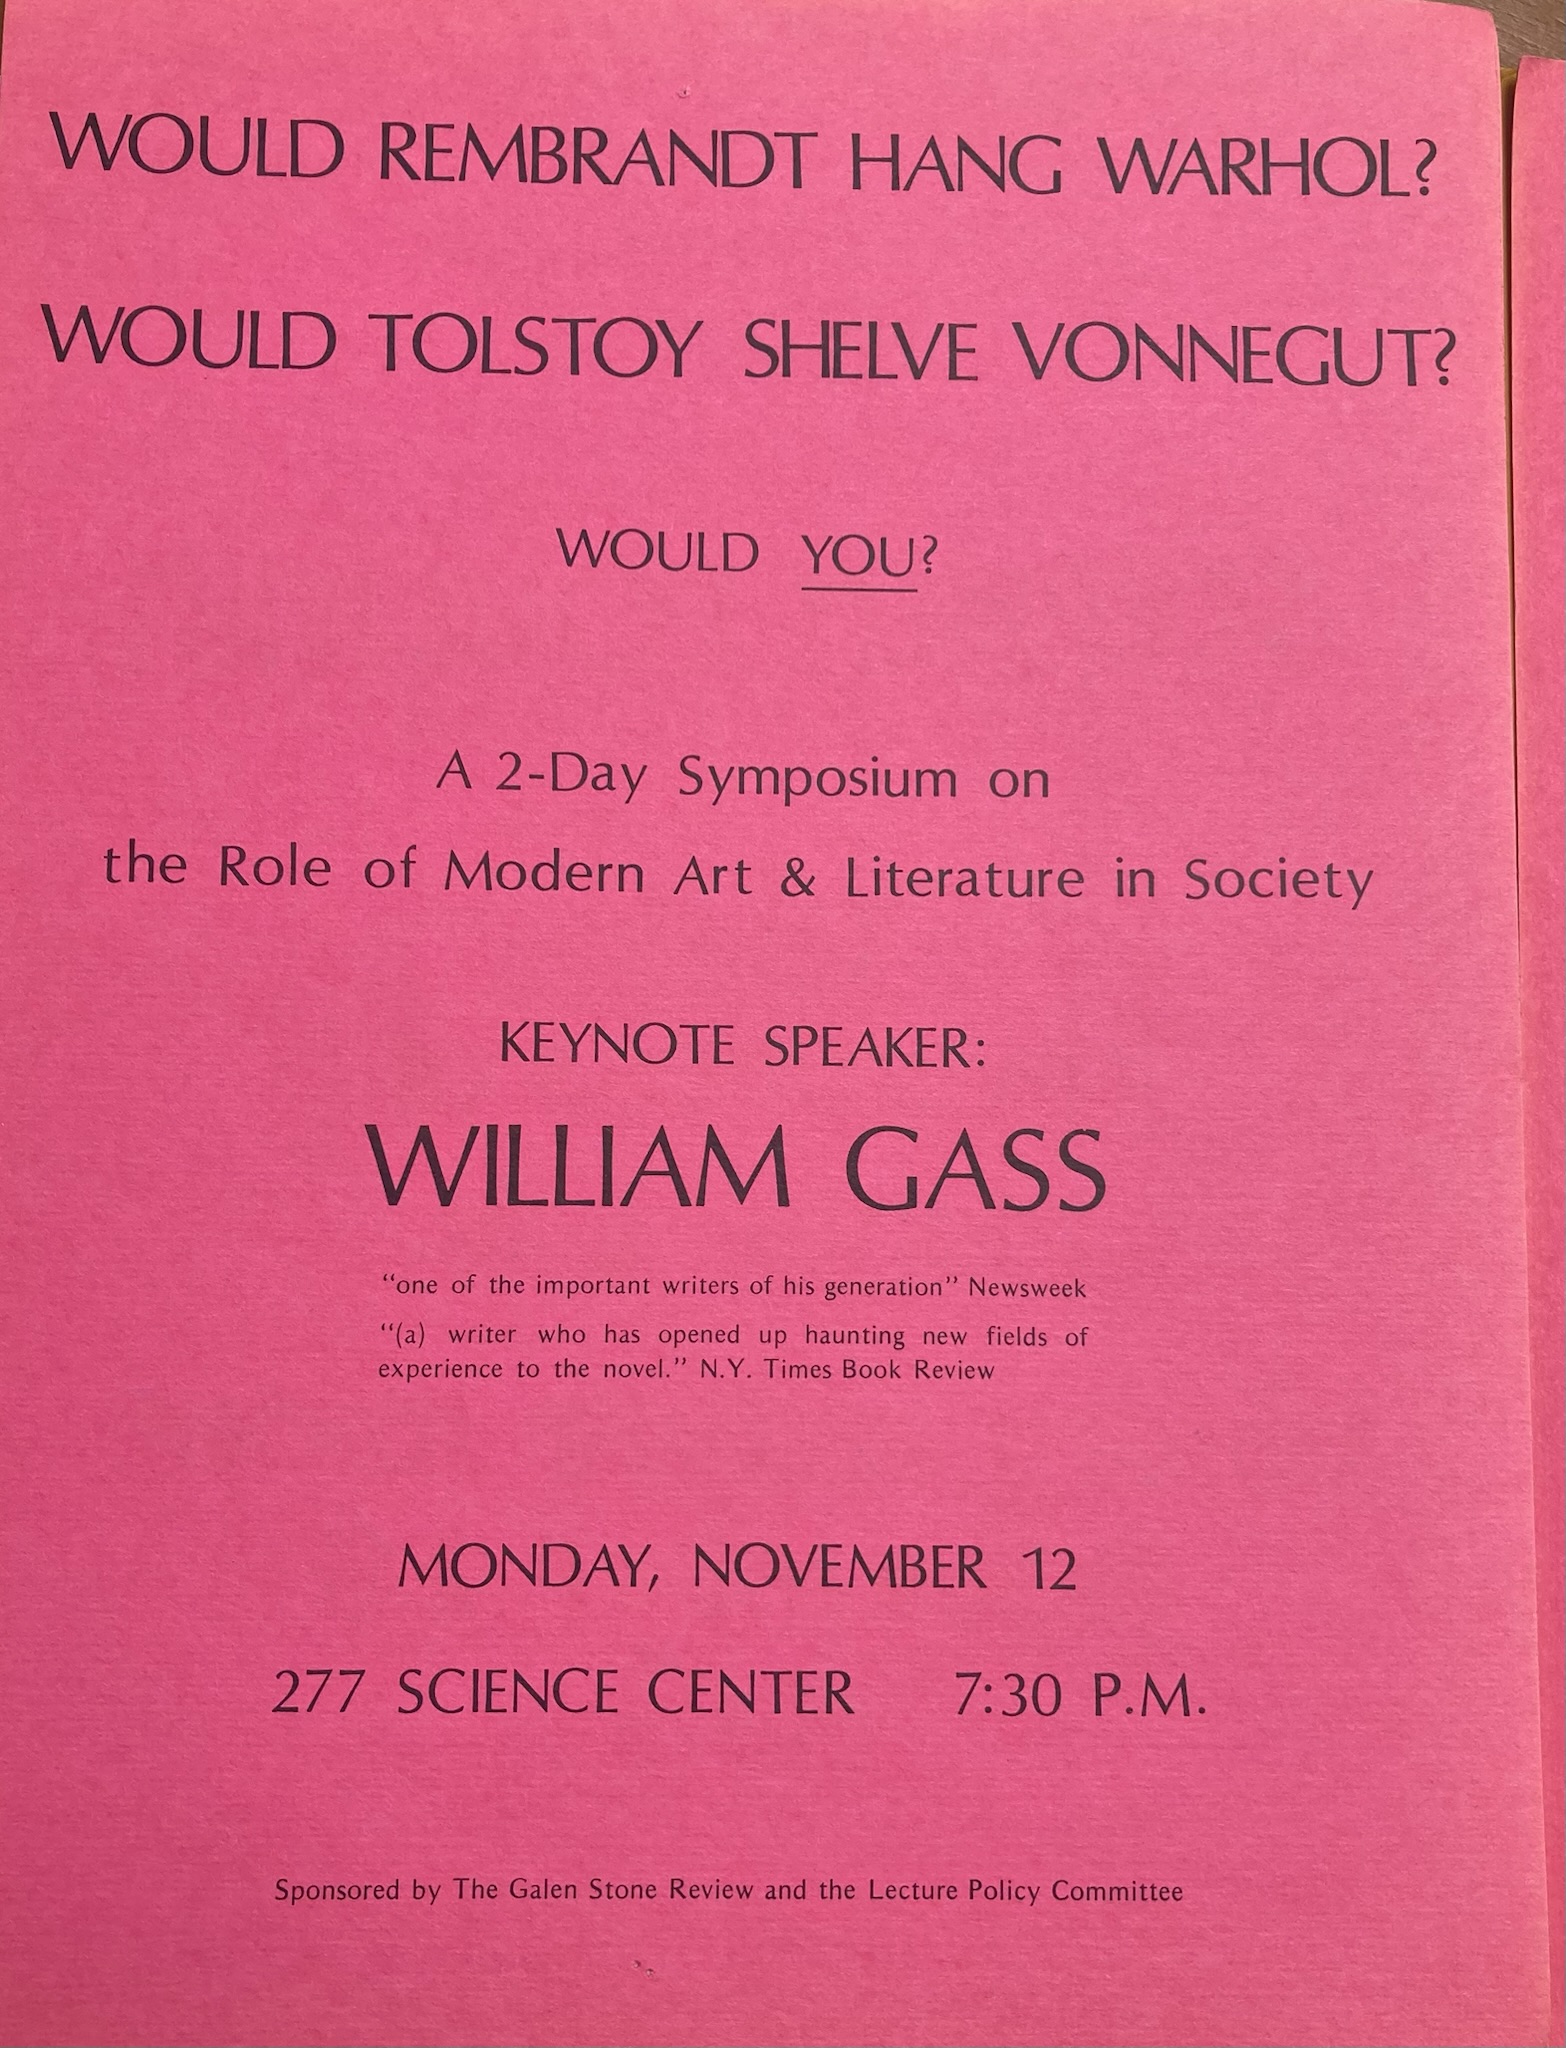 WOULD REMBRANDT HANG WARHOL?
WOULD TOLSTOY SHELVE VONNEGUT?
WOULD YOU?
A 2-Day Symposium on
the Role of Modern Art & Literature in Society
KEYNOTE SPEAKER:
WILLIAM GASS
“one of the important writers of his generation” Newsweek
“(a) writer who has opened up haunting new fields of
experience to the novel.” N.Y. Times Book Review
MONDAY, NOVEMBER 12
277 SCIENCE CENTER 7:30 P.M.
Sponsored by The Galen Stone Review and the Lecture Policy Committee